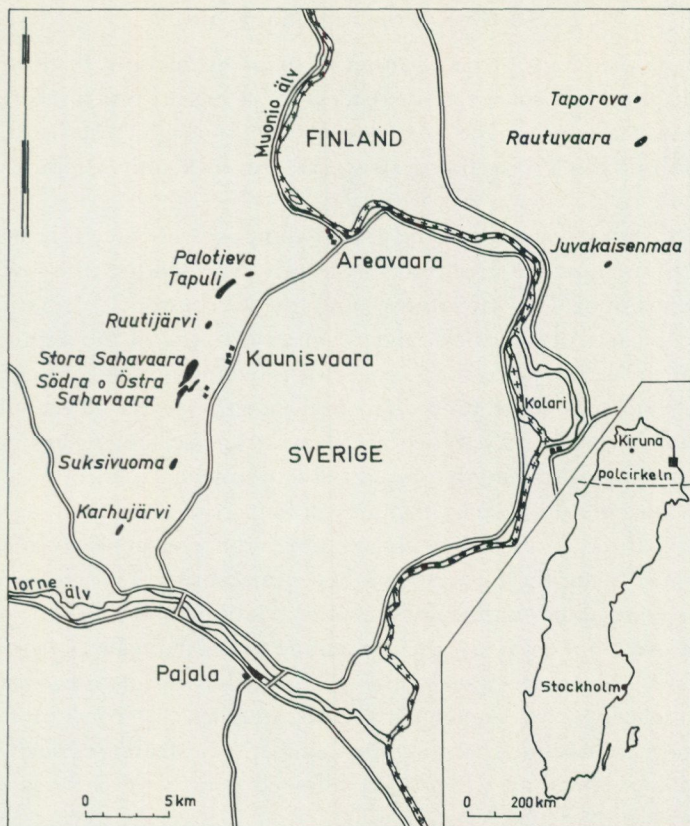 Muonio älv
FINLAND
Taporova
Rautuvaara
Palotieva
Tapuli
Areavaara
Juvakaisenmaa
Ruutijärvi
Stora Sahavaara
Södra o Östra
Sahavaara
Kaunisvaara
Kolari
Suksivuoma
SVERIGE
Kiruna
polcirkeln
Karhujärvi
Torne älv
Pajala
Stockholm
0 5 km
0 200 km